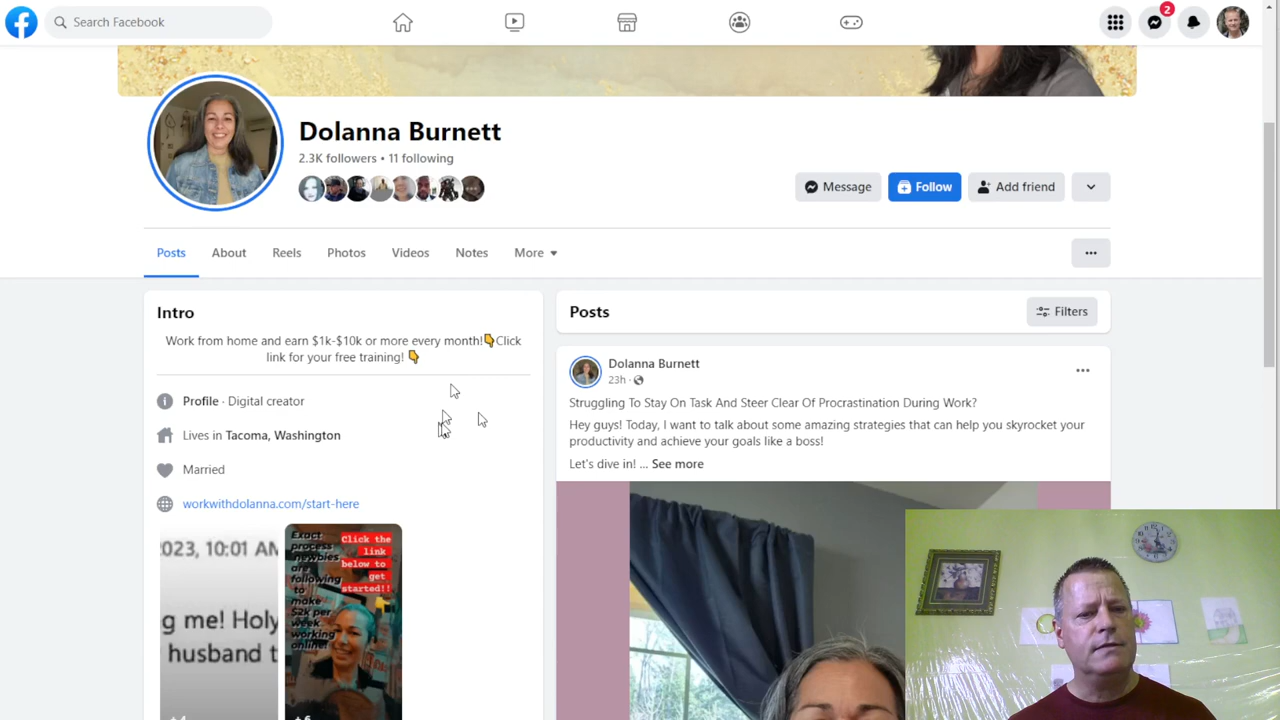 Search Facebook
2
Dolanna Burnett
2.3K followers • 11 following
Message
Follow
Add friend
Posts
About
Reels
Photos
Videos
Notes
More
Intro
Work from home and earn $1k-$10k or more every month!👇Click
link for your free training! 👇
Profile · Digital creator
Lives in Tacoma, Washington
Married
workwithdolanna.com/start-here
2023, 10:01 AM
g me! Holy
husband t
Exact
process
newbies
are
following
to
make
$2k per
week
working
online!
Click the
link
below to
get
started!!
+4
+6
Posts
Filters
Dolanna Burnett
23h ·
Struggling To Stay On Task And Steer Clear Of Procrastination During Work?
Hey guys! Today, I want to talk about some amazing strategies that can help you skyrocket your
productivity and achieve your goals like a boss!
Let's dive in! ... See more